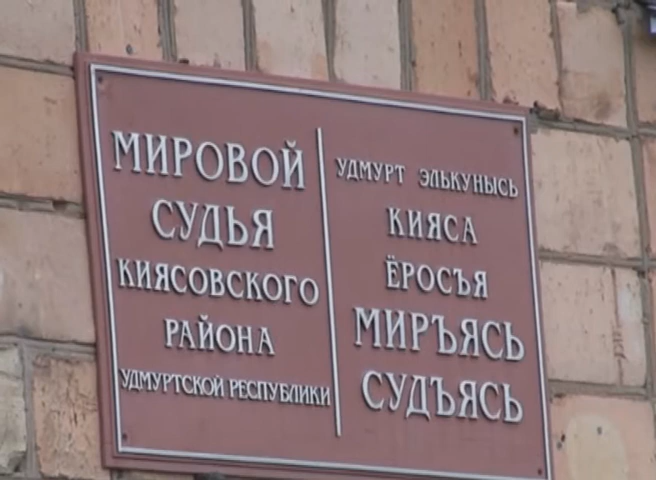 МИРОВОЙ
СУДЬЯ
КИЯСОВСКОГО
РАЙОНА
УДМУРТСКОЙ РЕСПУБЛИКИ
УДМУРТ ЭЛЬКУНЫСЬ
КИЯСА
ЁРОСЪЯ
МИРЪЯСЬ
СУДЪЯСЬ